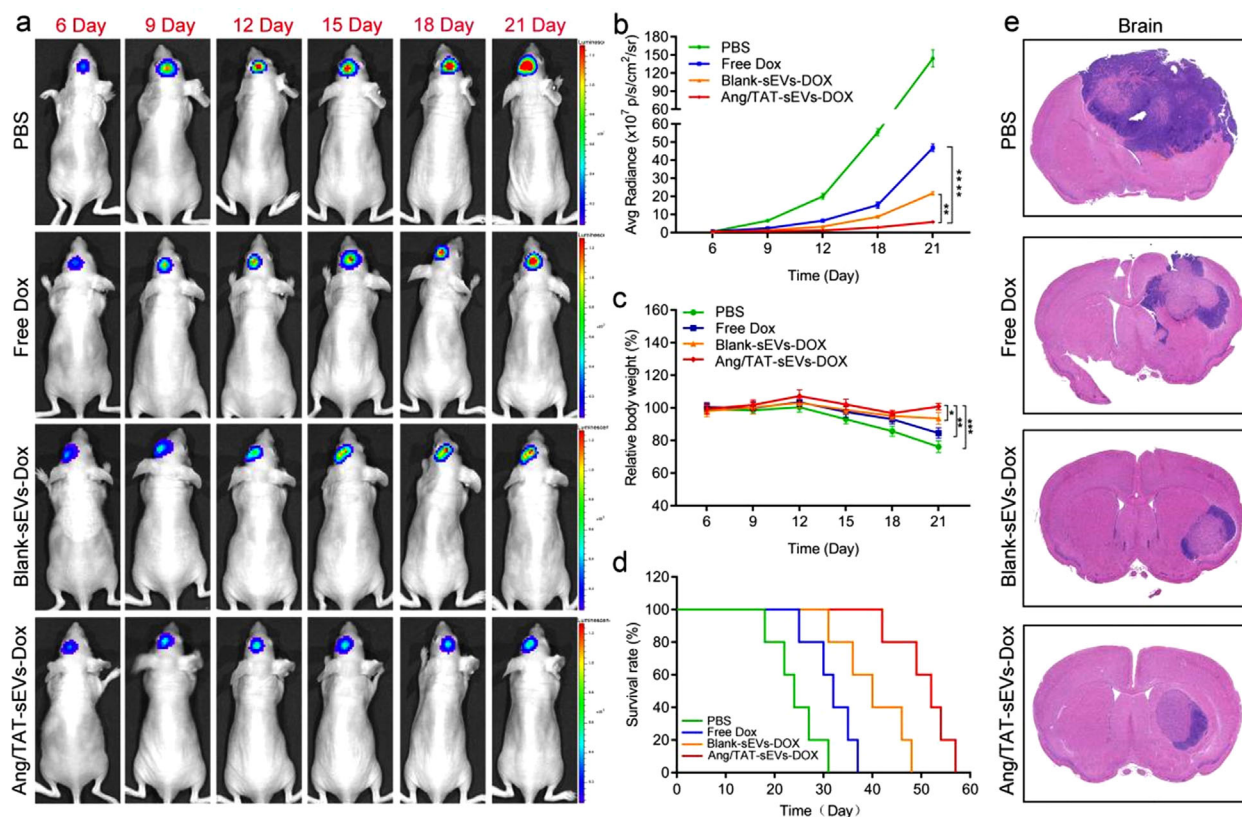 a
6 Day 9 Day 12 Day 15 Day 18 Day 21 Day
PBS
Free Dox
Blank-sEVs-Dox
Ang/TAT-sEVs-Dox
b
Avg Radiance (x10⁷ p/s/cm²/sr)
180
150
120
90
60
50
40
30
20
10
0
6 9 12 18 21
Time (Day)
PBS
Free Dox
Blank-sEVs-DOX
Ang/TAT-sEVs-DOX
**
****
c
Relative body weight (%)
160
140
120
100
80
60
40
6 9 12 15 18 21
Time (Day)
PBS
Free Dox
Blank-sEVs-DOX
Ang/TAT-sEVs-DOX
*
**
***
d
Survival rate (%)
120
100
80
60
40
20
0
0 10 20 30 40 50 60
Time（Day）
PBS
Free Dox
Blank-sEVs-DOX
Ang/TAT-sEVs-DOX
e
Brain
PBS
Free Dox
Blank-sEVs-Dox
Ang/TAT-sEVs-Dox